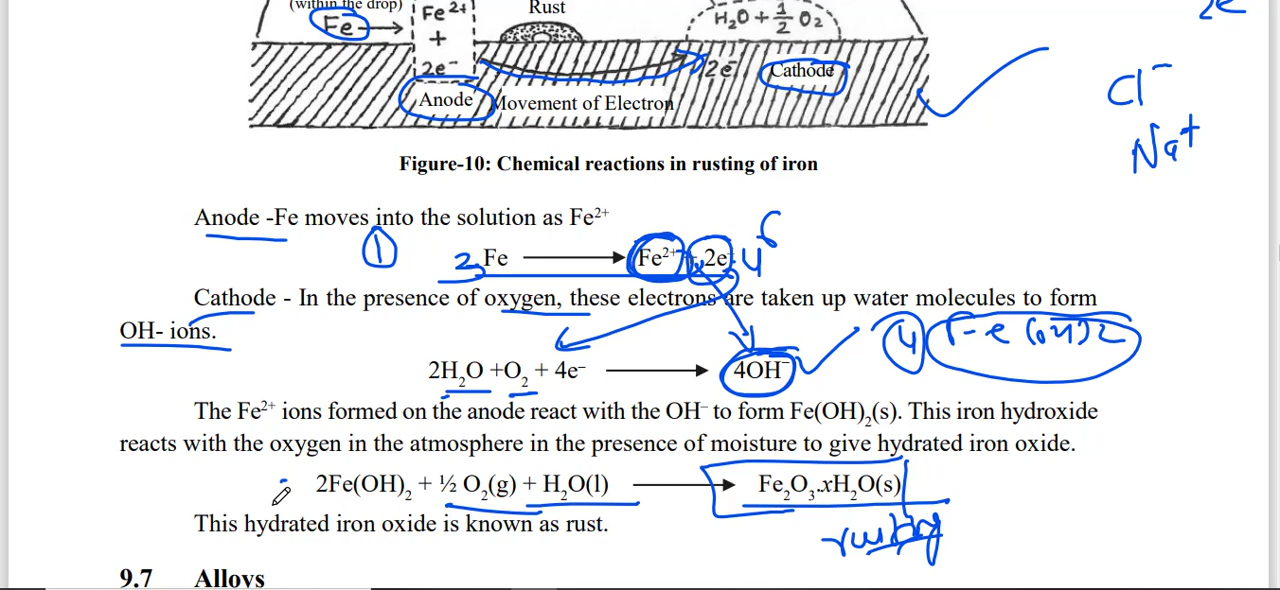 (within the drop)
Fe²⁺
Rust
H₂O + ½ O₂
2e
Fe
+
2e⁻
2e⁻
Cathode
Cl⁻
Anode
Movement of Electron
Na⁺
Figure-10: Chemical reactions in rusting of iron
Anode -Fe moves into the solution as Fe²⁺
①
2 Fe ⟶ Fe²⁺ + 2e 4
Cathode - In the presence of oxygen, these electrons are taken up water molecules to form
OH- ions.
④ Fe(OH)2
2H₂O +O₂ + 4e⁻ ⟶ 4OH⁻
The Fe²⁺ ions formed on the anode react with the OH⁻ to form Fe(OH)₂(s). This iron hydroxide
reacts with the oxygen in the atmosphere in the presence of moisture to give hydrated iron oxide.
2Fe(OH)₂ + ½ O₂(g) + H₂O(l) ⟶ Fe₂O₃.xH₂O(s)
This hydrated iron oxide is known as rust.
rusting
9.7 Alloys